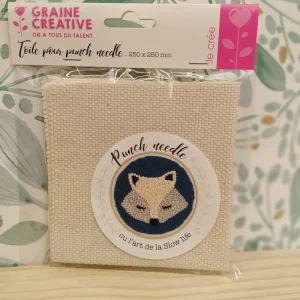 GRAINE
CREATIVE
ON A TOUS DU TALENT
Toile pour punch needle . 250 x 250 mm
je crée
Punch needle
ou l'art de la Slow life